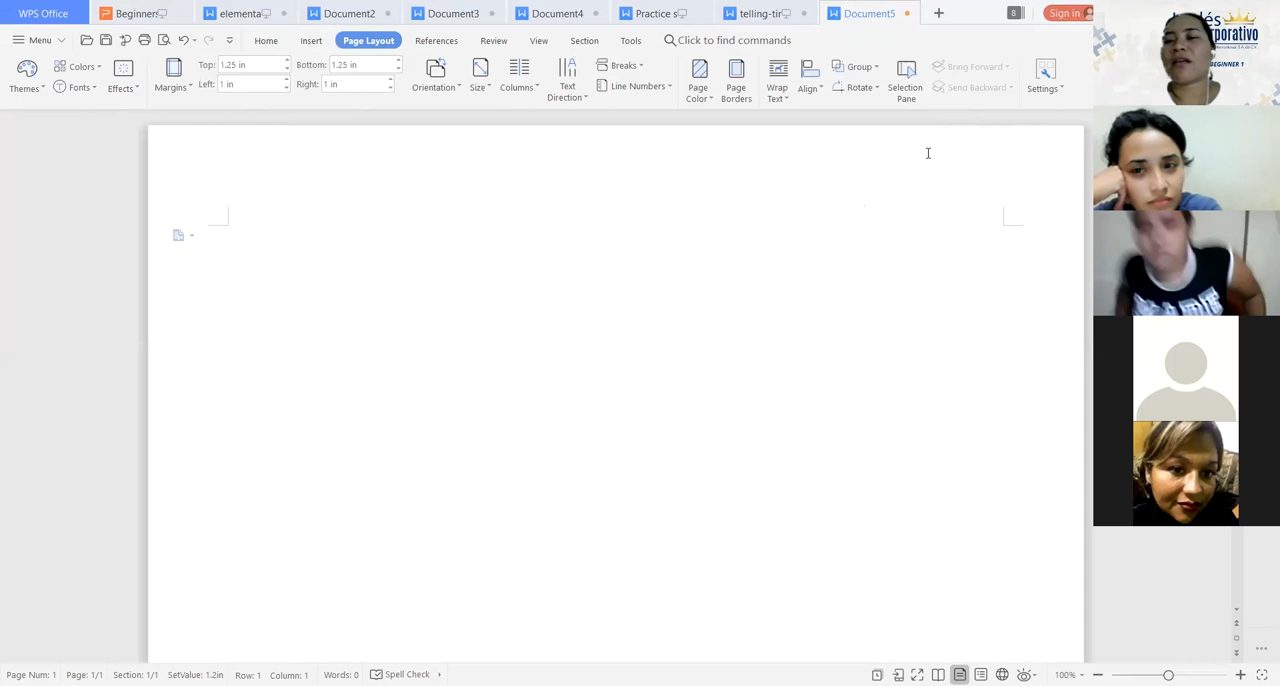 WPS Office
Beginners
elementa
Document2
Document3
Document4
Practice s
telling-tir
Document5
8
Sign in
Menu
Home
Insert
Page Layout
References
Review
View
Section
Tools
Click to find commands
Themes
Colors
Fonts
Effects
Margins
Top: 1.25 in
Bottom: 1.25 in
Left: 1 in
Right: 1 in
Orientation
Size
Columns
Text Direction
Breaks
Line Numbers
Page Color
Page Borders
Wrap Text
Align
Group
Rotate
Selection Pane
Bring Forward
Send Backward
Settings
BEGINNER 1
Page Num: 1
Page: 1/1
Section: 1/1
SetValue: 1.2in
Row: 1
Column: 1
Words: 0
Spell Check
100%